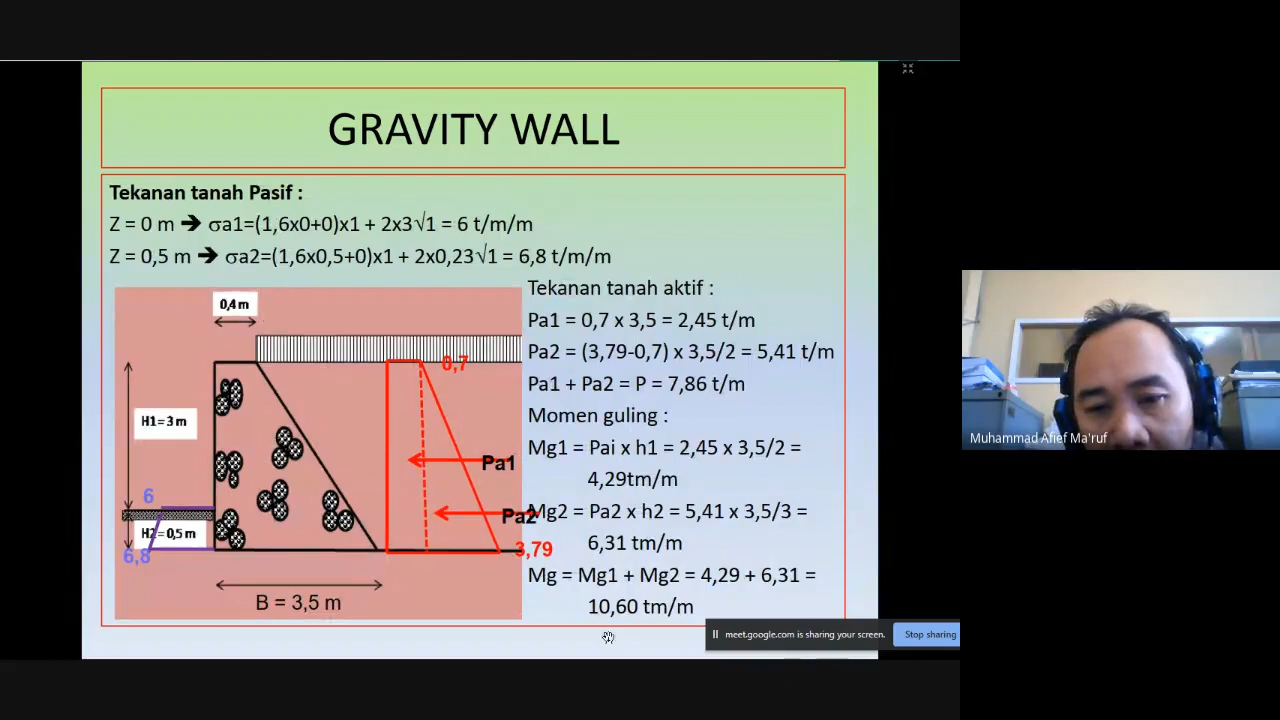 GRAVITY WALL
Tekanan tanah Pasif :
Z = 0 m 🡺 σa1=(1,6x0+0)x1 + 2x3√1 = 6 t/m/m
Z = 0,5 m 🡺 σa2=(1,6x0,5+0)x1 + 2x0,23√1 = 6,8 t/m/m
Tekanan tanah aktif :
Pa1 = 0,7 x 3,5 = 2,45 t/m
Pa2 = (3,79-0,7) x 3,5/2 = 5,41 t/m
Pa1 + Pa2 = P = 7,86 t/m
Momen guling :
Mg1 = Pai x h1 = 2,45 x 3,5/2 =
4,29tm/m
Mg2 = Pa2 x h2 = 5,41 x 3,5/3 =
6,31 tm/m
Mg = Mg1 + Mg2 = 4,29 + 6,31 =
10,60 tm/m
0,4 m
0,7
H1= 3 m
Pa1
6
Pa2
H2= 0,5 m
6,8
3,79
B = 3,5 m
meet.google.com is sharing your screen.
Stop sharing
Muhammad Afief Ma'ruf